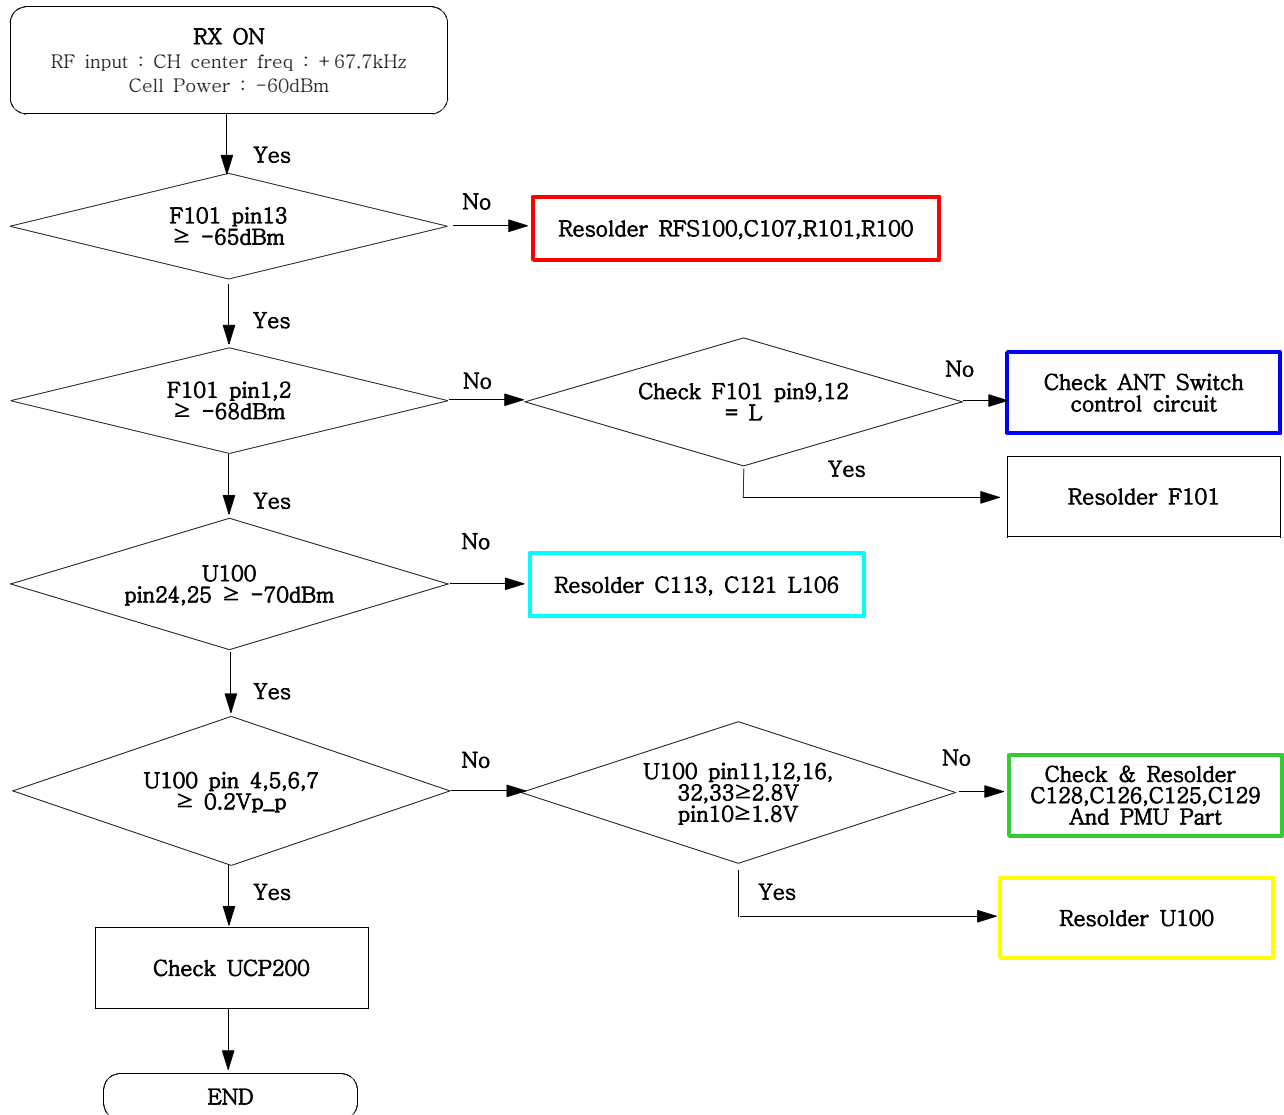 RX ON
RF input : CH center freq : +67.7kHz
Cell Power : -60dBm
Yes
F101 pin13
≥ -65dBm
No
Resolder RFS100,C107,R101,R100
Yes
F101 pin1,2
≥ -68dBm
No
Check F101 pin9,12
= L
No
Check ANT Switch
control circuit
Yes
Resolder F101
Yes
U100
pin24,25 ≥ -70dBm
No
Resolder C113, C121 L106
Yes
U100 pin 4,5,6,7
≥ 0.2Vp_p
No
U100 pin11,12,16,
32,33≥2.8V
pin10≥1.8V
No
Check & Resolder
C128,C126,C125,C129
And PMU Part
Yes
Resolder U100
Yes
Check UCP200
END